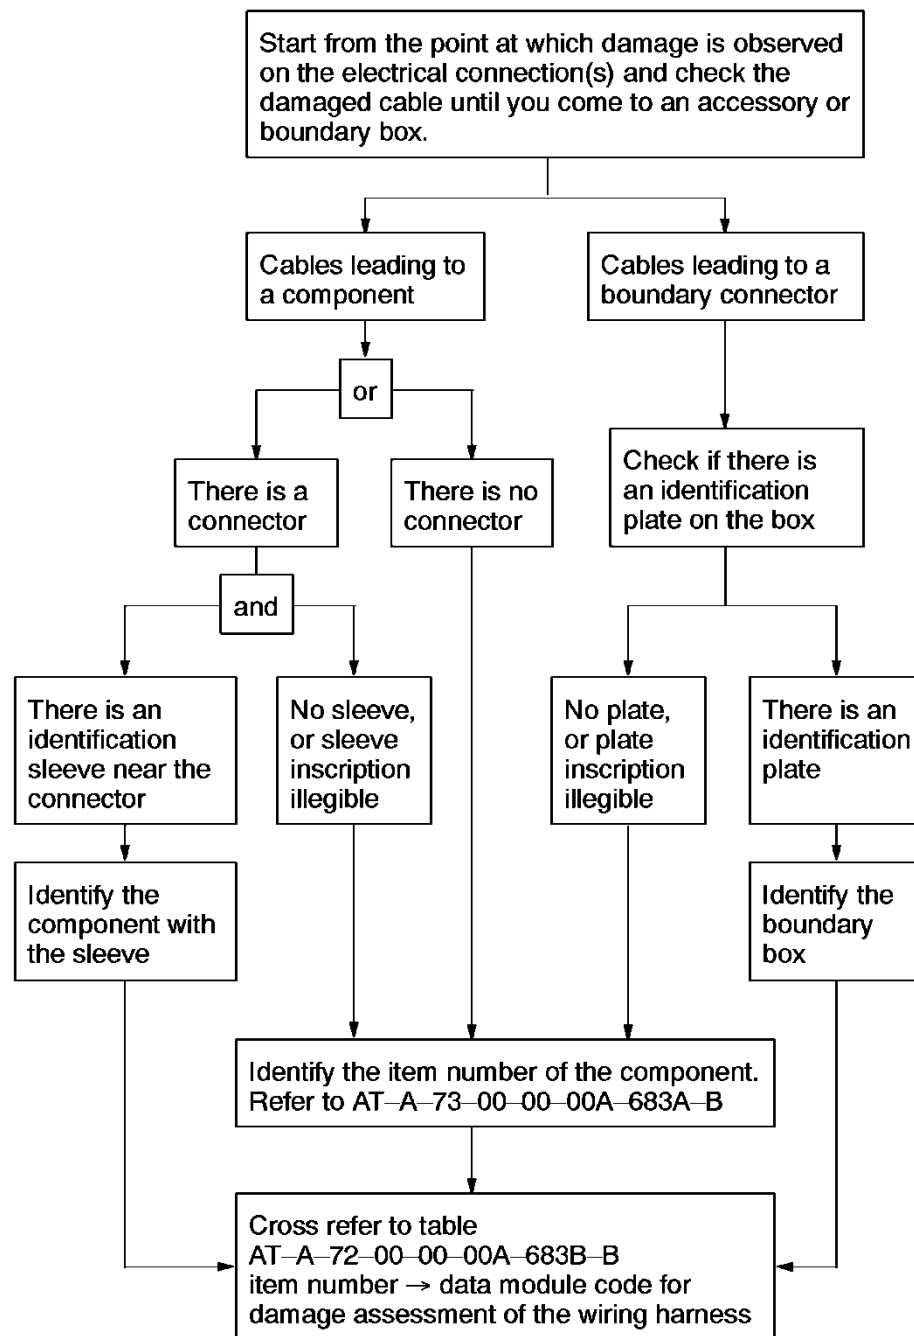 Start from the point at which damage is observed
on the electrical connection(s) and check the
damaged cable until you come to an accessory or
boundary box.
Cables leading to
a component
Cables leading to a
boundary connector
or
There is a
connector
There is no
connector
Check if there is
an identification
plate on the box
and
There is an
identification
sleeve near the
connector
No sleeve,
or sleeve
inscription
illegible
No plate,
or plate
inscription
illegible
There is an
identification
plate
Identify the
component with
the sleeve
Identify the
boundary
box
Identify the item number of the component.
Refer to AT–A–73–00–00–00A–683A–B
Cross refer to table
AT–A–72–00–00–00A–683B–B
item number → data module code for
damage assessment of the wiring harness